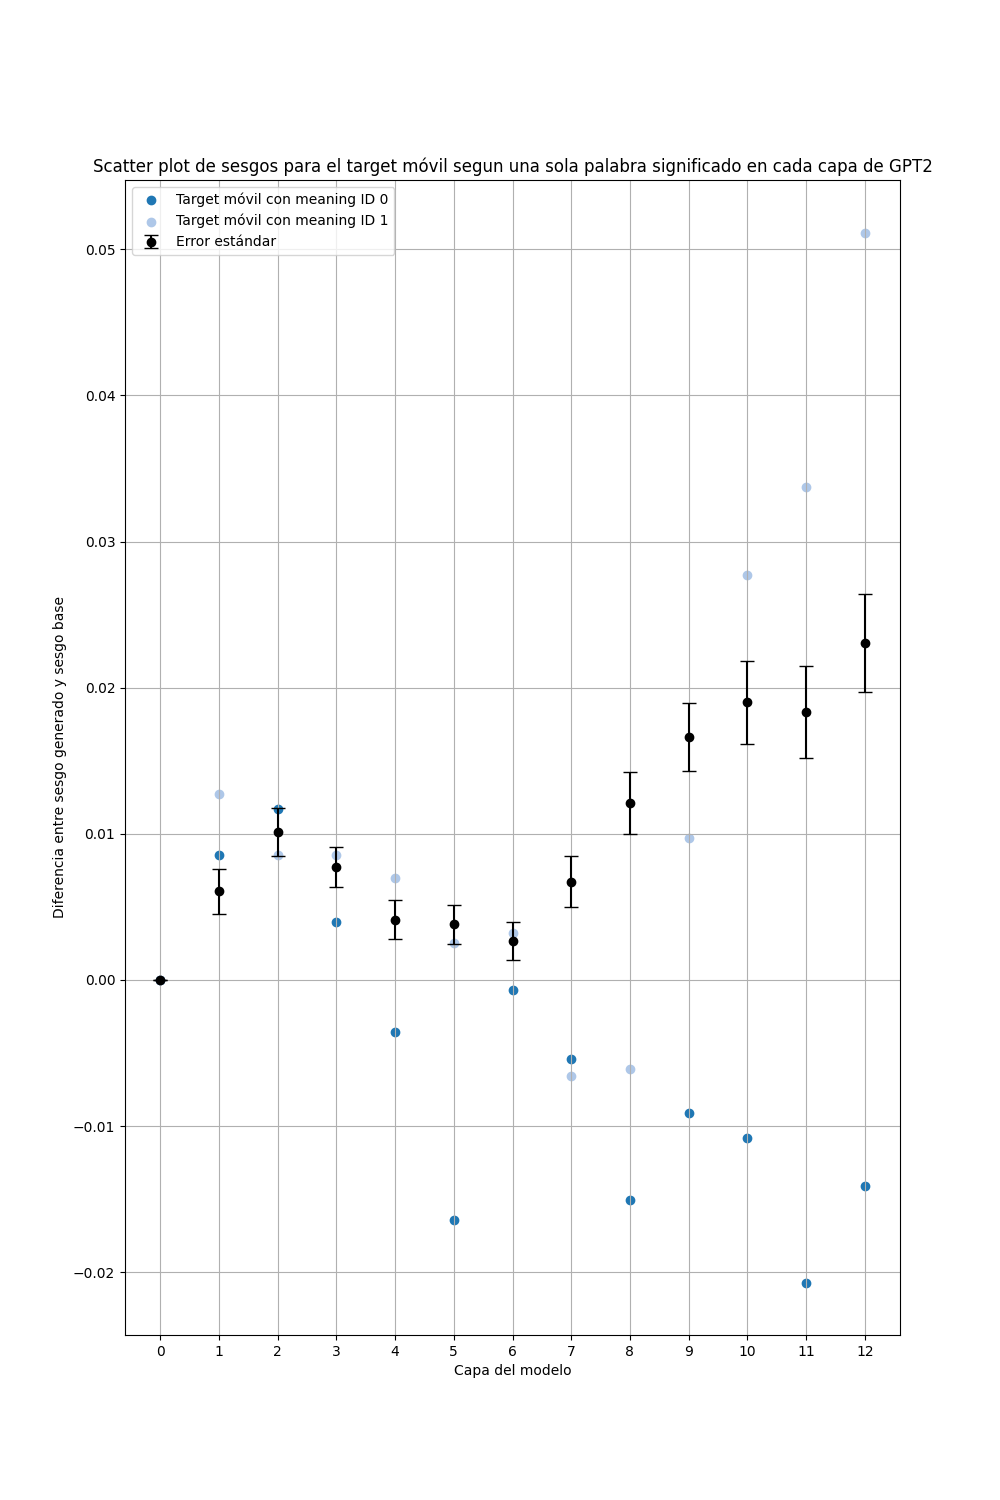 Scatter plot de sesgos para el target móvil segun una sola palabra significado en cada capa de GPT2
Target móvil con meaning ID 0
Target móvil con meaning ID 1
Error estándar
0.05
0.04
0.03
0.02
0.01
0.00
−0.01
−0.02
Diferencia entre sesgo generado y sesgo base
0 1 2 3 4 5 6 7 8 9 10 11 12
Capa del modelo